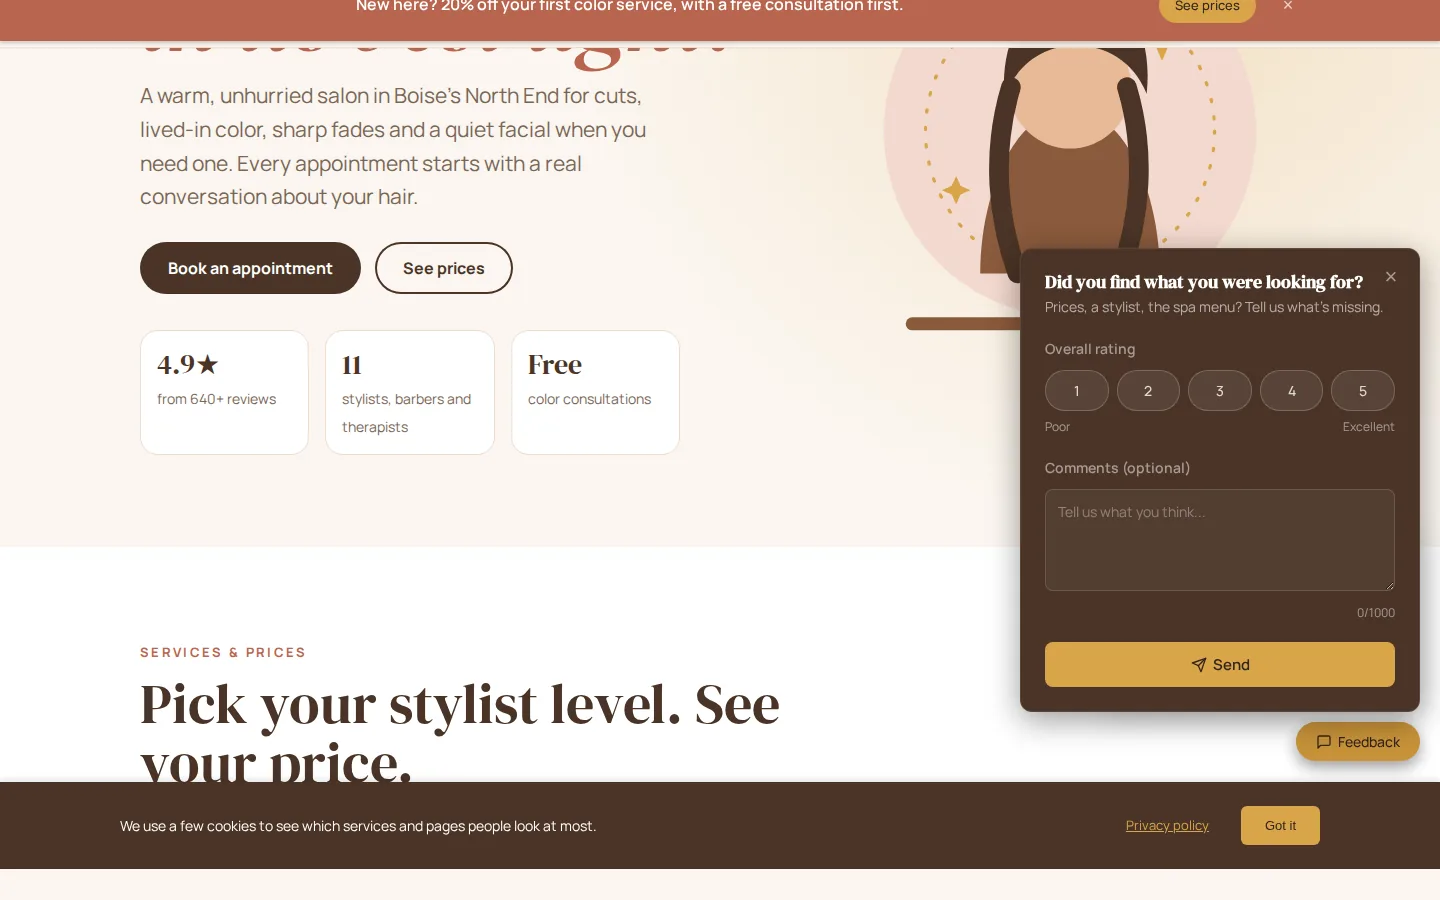 New here? 20% off your first color service, with a free consultation first.
See prices
×
A warm, unhurried salon in Boise's North End for cuts,
lived-in color, sharp fades and a quiet facial when you
need one. Every appointment starts with a real
conversation about your hair.
Book an appointment
See prices
4.9★
from 640+ reviews
11
stylists, barbers and
therapists
Free
color consultations
Did you find what you were looking for?
×
Prices, a stylist, the spa menu? Tell us what's missing.
Overall rating
1
2
3
4
5
Poor
Excellent
Comments (optional)
Tell us what you think...
0/1000
Send
Feedback
SERVICES & PRICES
Pick your stylist level. See
your price.
We use a few cookies to see which services and pages people look at most.
Privacy policy
Got it